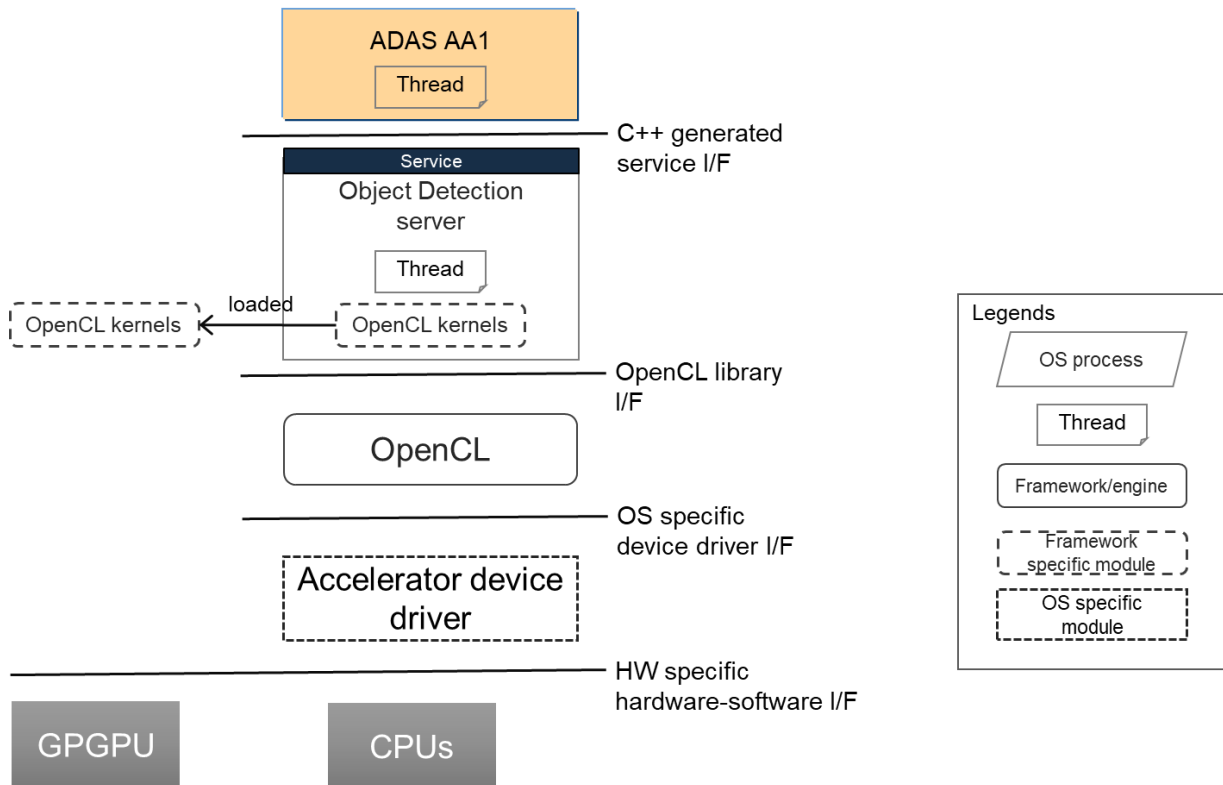 ADAS AA1
Thread
C++ generated
service I/F
Service
Object Detection
server
Thread
loaded
OpenCL kernels
OpenCL kernels
OpenCL library
I/F
OpenCL
OS specific
device driver I/F
Accelerator device
driver
HW specific
hardware-software I/F
GPGPU
CPUs
Legends
OS process
Thread
Framework/engine
Framework
specific module
OS specific
module